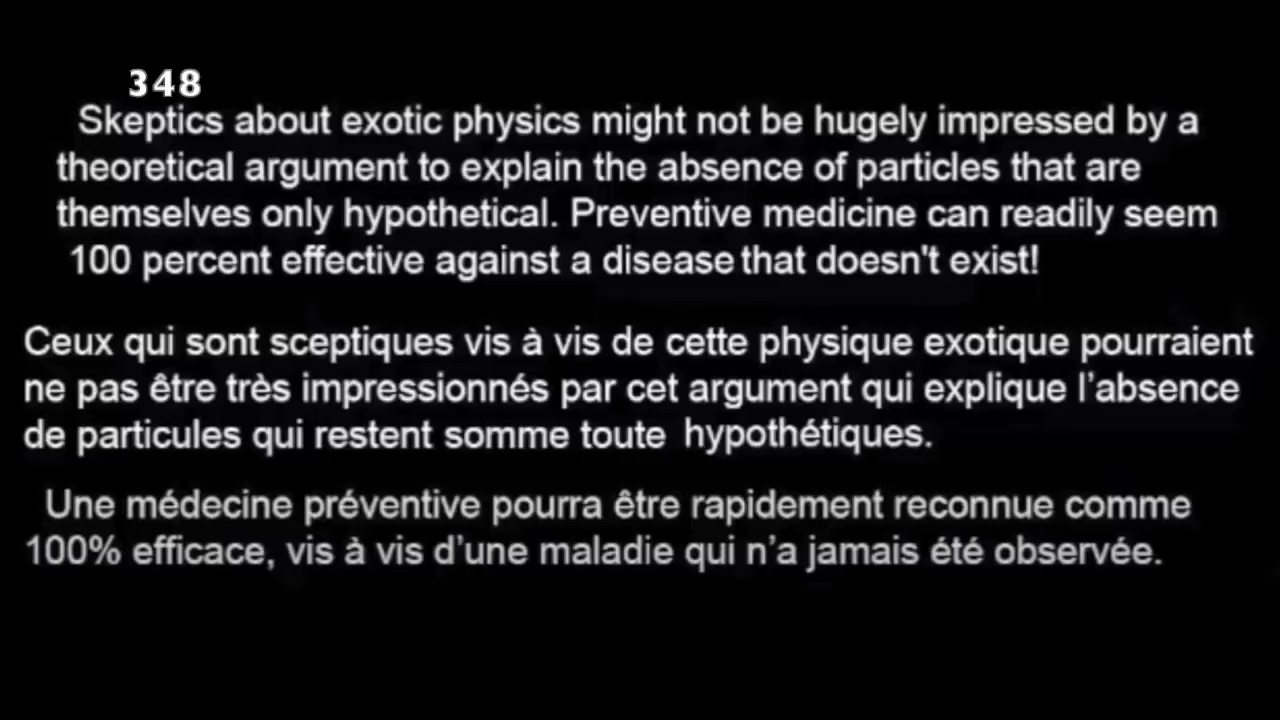 348
Skeptics about exotic physics might not be hugely impressed by a
theoretical argument to explain the absence of particles that are
themselves only hypothetical. Preventive medicine can readily seem
100 percent effective against a disease that doesn't exist!
Ceux qui sont sceptiques vis à vis de cette physique exotique pourraient
ne pas être très impressionnés par cet argument qui explique l’absence
de particules qui restent somme toute hypothétiques.
Une médecine préventive pourra être rapidement reconnue comme
100% efficace, vis à vis d’une maladie qui n’a jamais été observée.